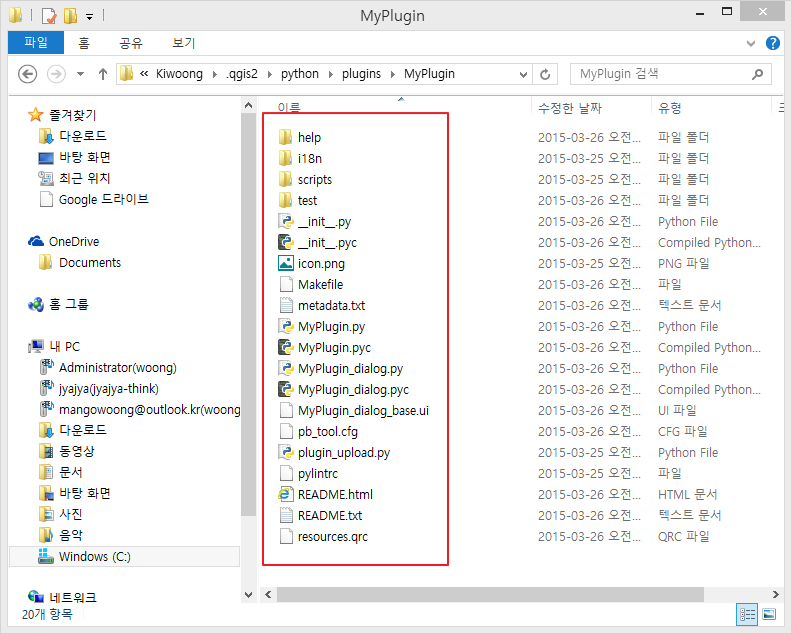 MyPlugin
파일 홈 공유 보기
« Kiwoong .qgis2 python plugins MyPlugin MyPlugin 검색
즐겨찾기
다운로드
바탕 화면
최근 위치
Google 드라이브
OneDrive
Documents
홈 그룹
내 PC
Administrator(woong)
jyajya(jyajya-think)
mangowoong@outlook.kr(woong
다운로드
동영상
문서
바탕 화면
사진
음악
Windows (C:)
네트워크
이름 수정한 날짜 유형
help 2015-03-26 오전... 파일 폴더
i18n 2015-03-26 오전... 파일 폴더
scripts 2015-03-26 오전... 파일 폴더
test 2015-03-26 오전... 파일 폴더
__init__.py 2015-03-26 오전... Python File
__init__.pyc 2015-03-26 오전... Compiled Python...
icon.png 2015-03-25 오전... PNG 파일
Makefile 2015-03-26 오전... 파일
metadata.txt 2015-03-26 오전... 텍스트 문서
MyPlugin.py 2015-03-26 오전... Python File
MyPlugin.pyc 2015-03-26 오전... Compiled Python...
MyPlugin_dialog.py 2015-03-26 오전... Python File
MyPlugin_dialog.pyc 2015-03-26 오전... Compiled Python...
MyPlugin_dialog_base.ui 2015-03-26 오전... UI 파일
pb_tool.cfg 2015-03-26 오전... CFG 파일
plugin_upload.py 2015-03-25 오전... Python File
pylintrc 2015-03-25 오전... 파일
README.html 2015-03-26 오전... HTML 문서
README.txt 2015-03-26 오전... 텍스트 문서
resources.qrc 2015-03-26 오전... QRC 파일
20개 항목